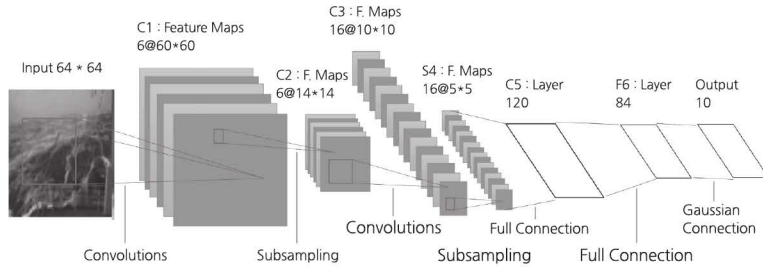 Input 64 * 64
C1 : Feature Maps
6@60*60
C2 : F. Maps
6@14*14
C3 : F. Maps
16@10*10
S4 : F. Maps
16@5*5
C5 : Layer
120
F6 : Layer
84
Output
10
Convolutions
Subsampling
Convolutions
Subsampling
Full Connection
Full Connection
Gaussian
Connection